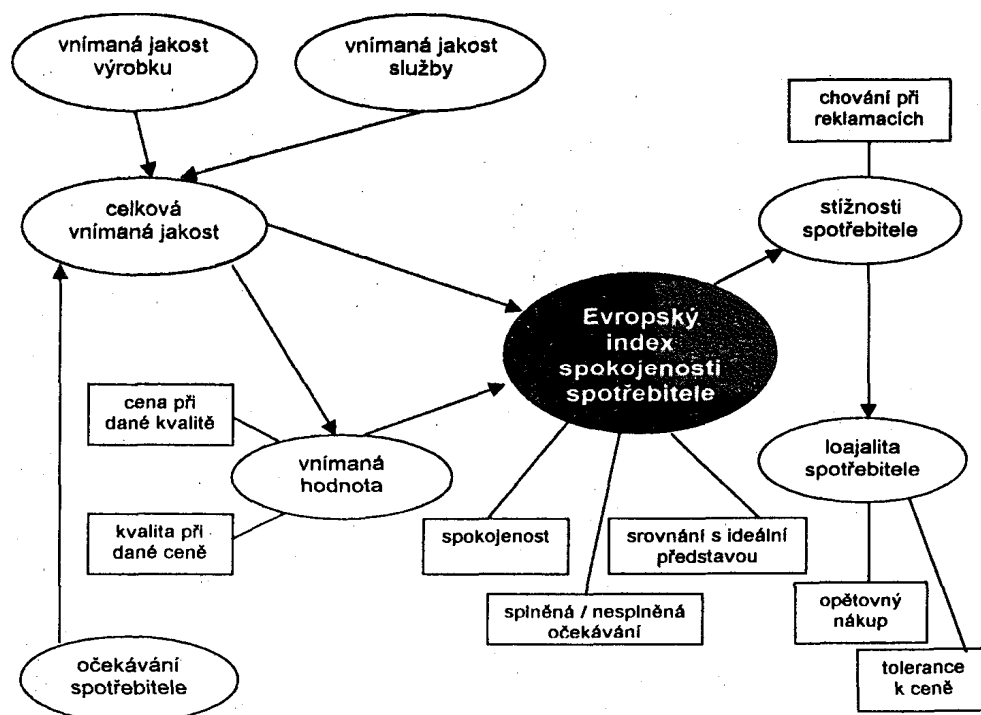 vnímaná jakost
výrobku
vnímaná jakost
služby
chování při
reklamacích
celková
vnímaná jakost
stížnosti
spotřebitele
Evropský
index
spokojenosti
spotřebitele
cena při
dané kvalitě
vnímaná
hodnota
loajalita
spotřebitele
kvalita při
dané ceně
spokojenost
srovnání s ideální
představou
splněná / nesplněná
očekávání
opětovný
nákup
očekávání
spotřebitele
tolerance
k ceně